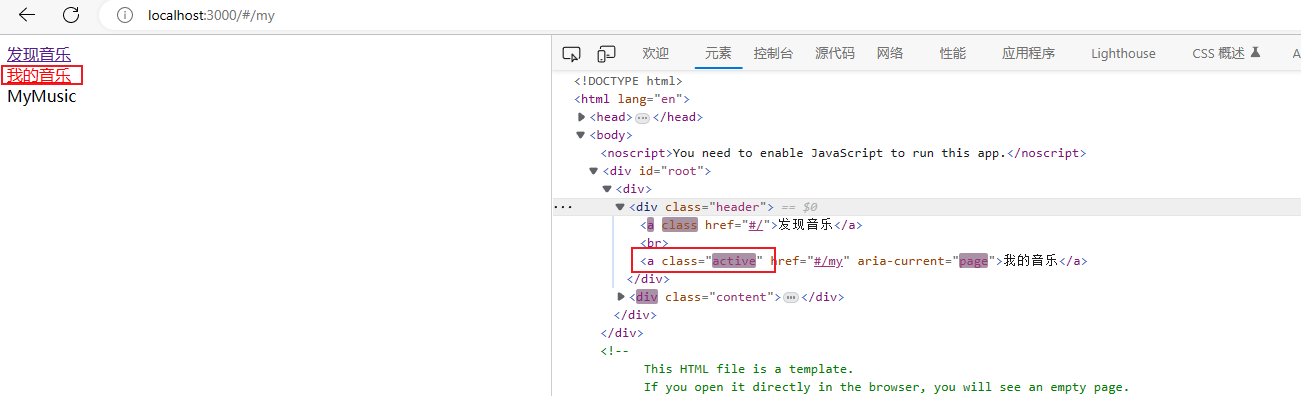 localhost:3000/#/my
发现音乐
我的音乐
MyMusic
欢迎 元素 控制台 源代码 网络 性能 应用程序 Lighthouse CSS 概述 A
<!DOCTYPE html>
<html lang="en">
<head>…</head>
<body>
<noscript>You need to enable JavaScript to run this app.</noscript>
<div id="root">
<div>
… <div class="header"> == $0
<a class href="#/">发现音乐</a>
<br>
<a class="active" href="#/my" aria-current="page">我的音乐</a>
</div>
<div class="content">…</div>
</div>
</div>
<!--
This HTML file is a template.
If you open it directly in the browser, you will see an empty page.